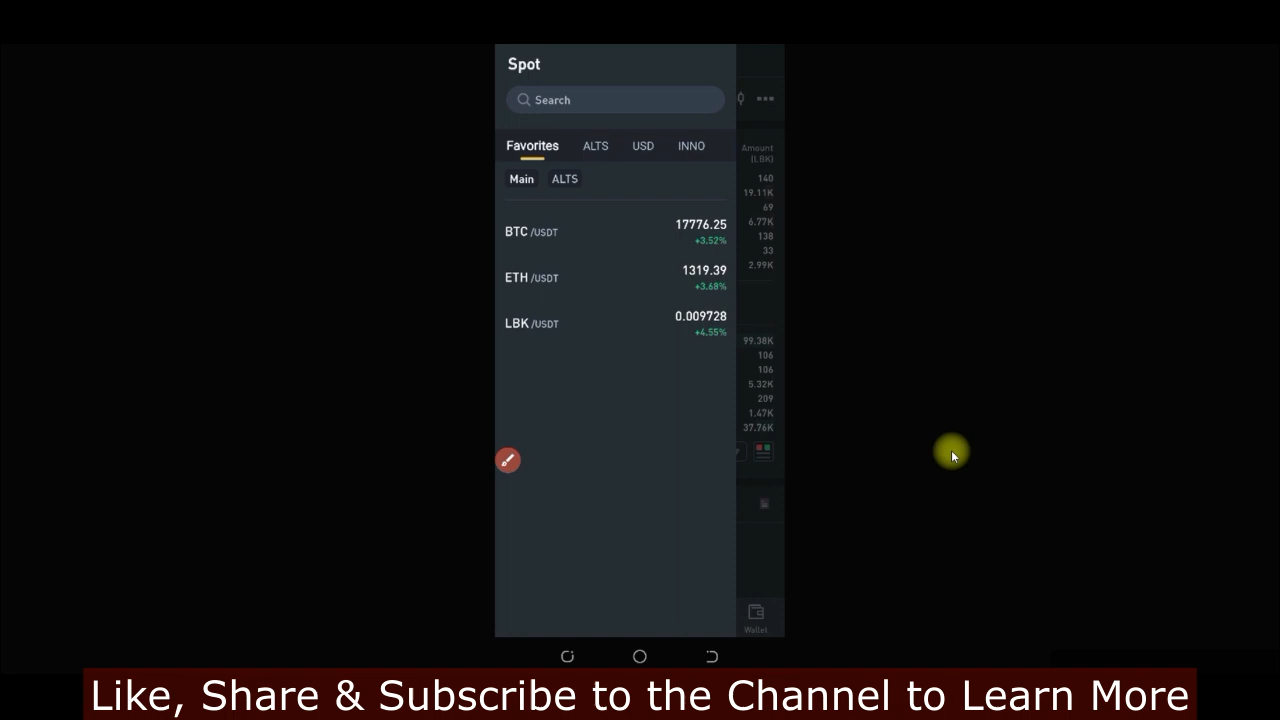 Spot
Search
Favorites ALTS USD INNO
Main ALTS
BTC /USDT 17776.25
+3.52%
ETH /USDT 1319.39
+3.68%
LBK /USDT 0.009728
+4.55%
Amount
(LBK)
140
19.11K
69
6.77K
138
33
2.99K
99.38K
106
106
5.32K
209
1.47K
37.76K
Wallet
Like, Share & Subscribe to the Channel to Learn More